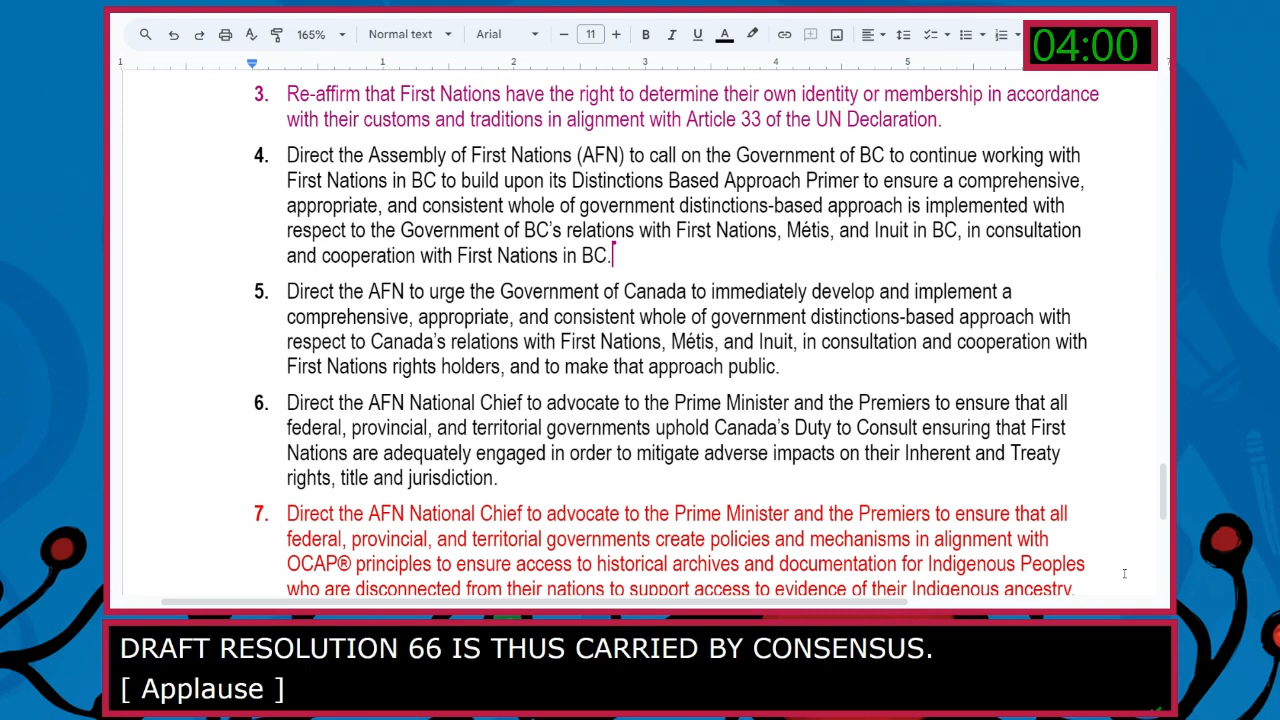 165% Normal text Arial 11 B I U A
04:00
1 1 2 3 4 5
3. Re-affirm that First Nations have the right to determine their own identity or membership in accordance
with their customs and traditions in alignment with Article 33 of the UN Declaration.
4. Direct the Assembly of First Nations (AFN) to call on the Government of BC to continue working with
First Nations in BC to build upon its Distinctions Based Approach Primer to ensure a comprehensive,
appropriate, and consistent whole of government distinctions-based approach is implemented with
respect to the Government of BC’s relations with First Nations, Métis, and Inuit in BC, in consultation
and cooperation with First Nations in BC.
5. Direct the AFN to urge the Government of Canada to immediately develop and implement a
comprehensive, appropriate, and consistent whole of government distinctions-based approach with
respect to Canada’s relations with First Nations, Métis, and Inuit, in consultation and cooperation with
First Nations rights holders, and to make that approach public.
6. Direct the AFN National Chief to advocate to the Prime Minister and the Premiers to ensure that all
federal, provincial, and territorial governments uphold Canada’s Duty to Consult ensuring that First
Nations are adequately engaged in order to mitigate adverse impacts on their Inherent and Treaty
rights, title and jurisdiction.
7. Direct the AFN National Chief to advocate to the Prime Minister and the Premiers to ensure that all
federal, provincial, and territorial governments create policies and mechanisms in alignment with
OCAP® principles to ensure access to historical archives and documentation for Indigenous Peoples
who are disconnected from their nations to support access to evidence of their Indigenous ancestry.
DRAFT RESOLUTION 66 IS THUS CARRIED BY CONSENSUS.
[ Applause ]